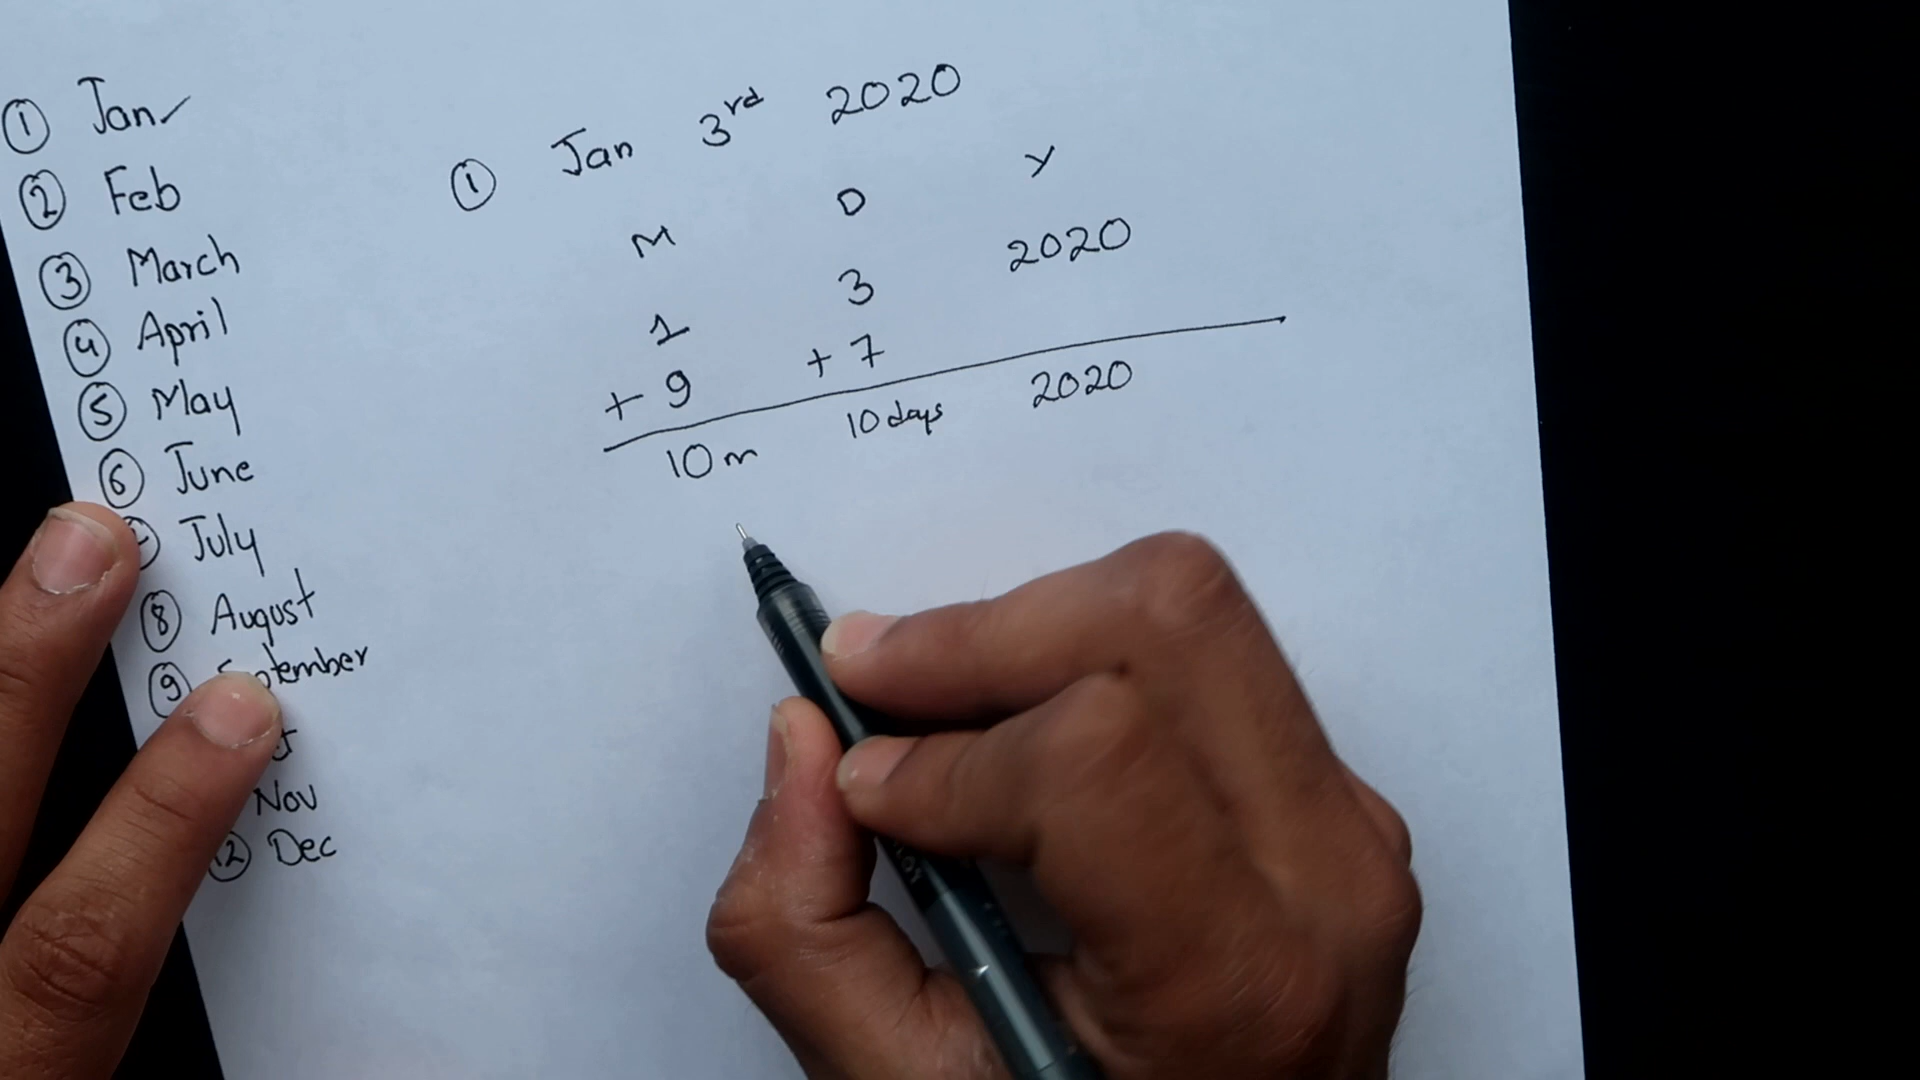 ① Jan
② Feb
③ March
④ April
⑤ May
⑥ June
July
⑧ August
⑨
Nov
12 Dec
① Jan 3rd 2020
M D Y
1 3 2020
+ 9 + 7
10 m 10 days 2020